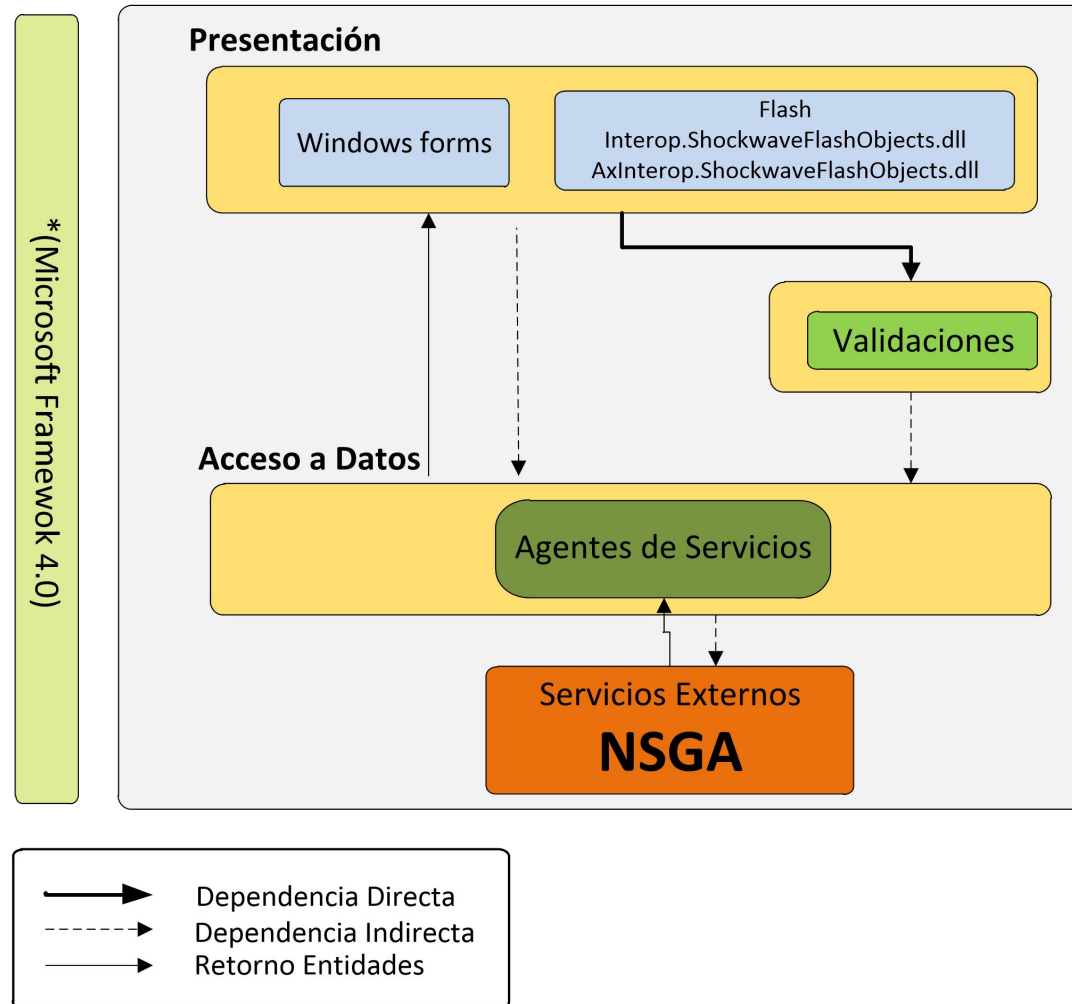 Presentación
Windows forms
Flash
Interop.ShockwaveFlashObjects.dll
AxInterop.ShockwaveFlashObjects.dll
*(Microsoft Framewok 4.0)
Validaciones
Acceso a Datos
Agentes de Servicios
Servicios Externos
NSGA
Dependencia Directa
Dependencia Indirecta
Retorno Entidades